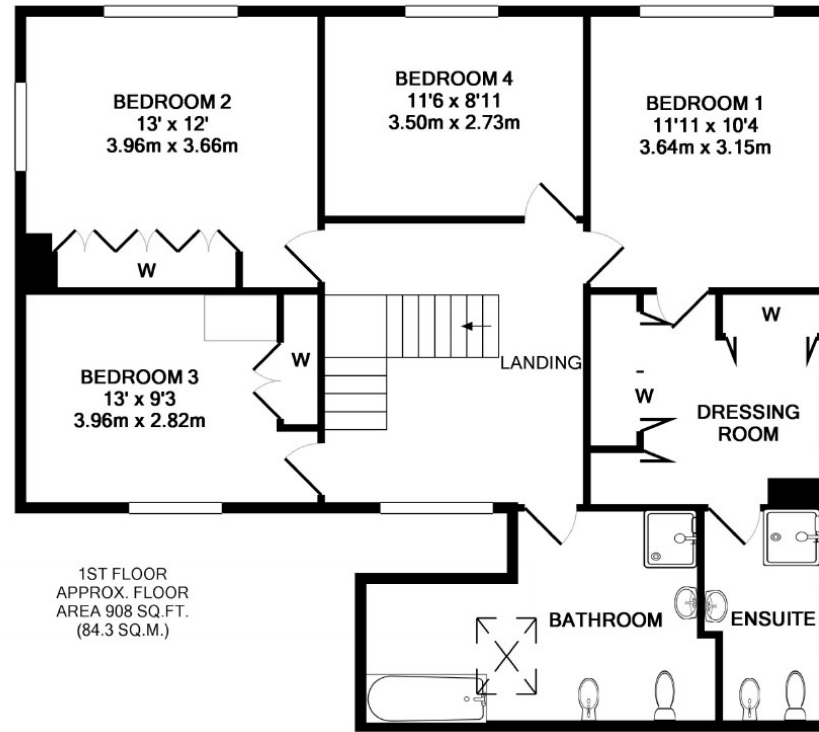 BEDROOM 2
13' x 12'
3.96m x 3.66m
BEDROOM 4
11'6 x 8'11
3.50m x 2.73m
BEDROOM 1
11'11 x 10'4
3.64m x 3.15m
W
BEDROOM 3
13' x 9'3
3.96m x 2.82m
W
LANDING
W
W
DRESSING
ROOM
1ST FLOOR
APPROX. FLOOR
AREA 908 SQ.FT.
(84.3 SQ.M.)
BATHROOM
ENSUITE